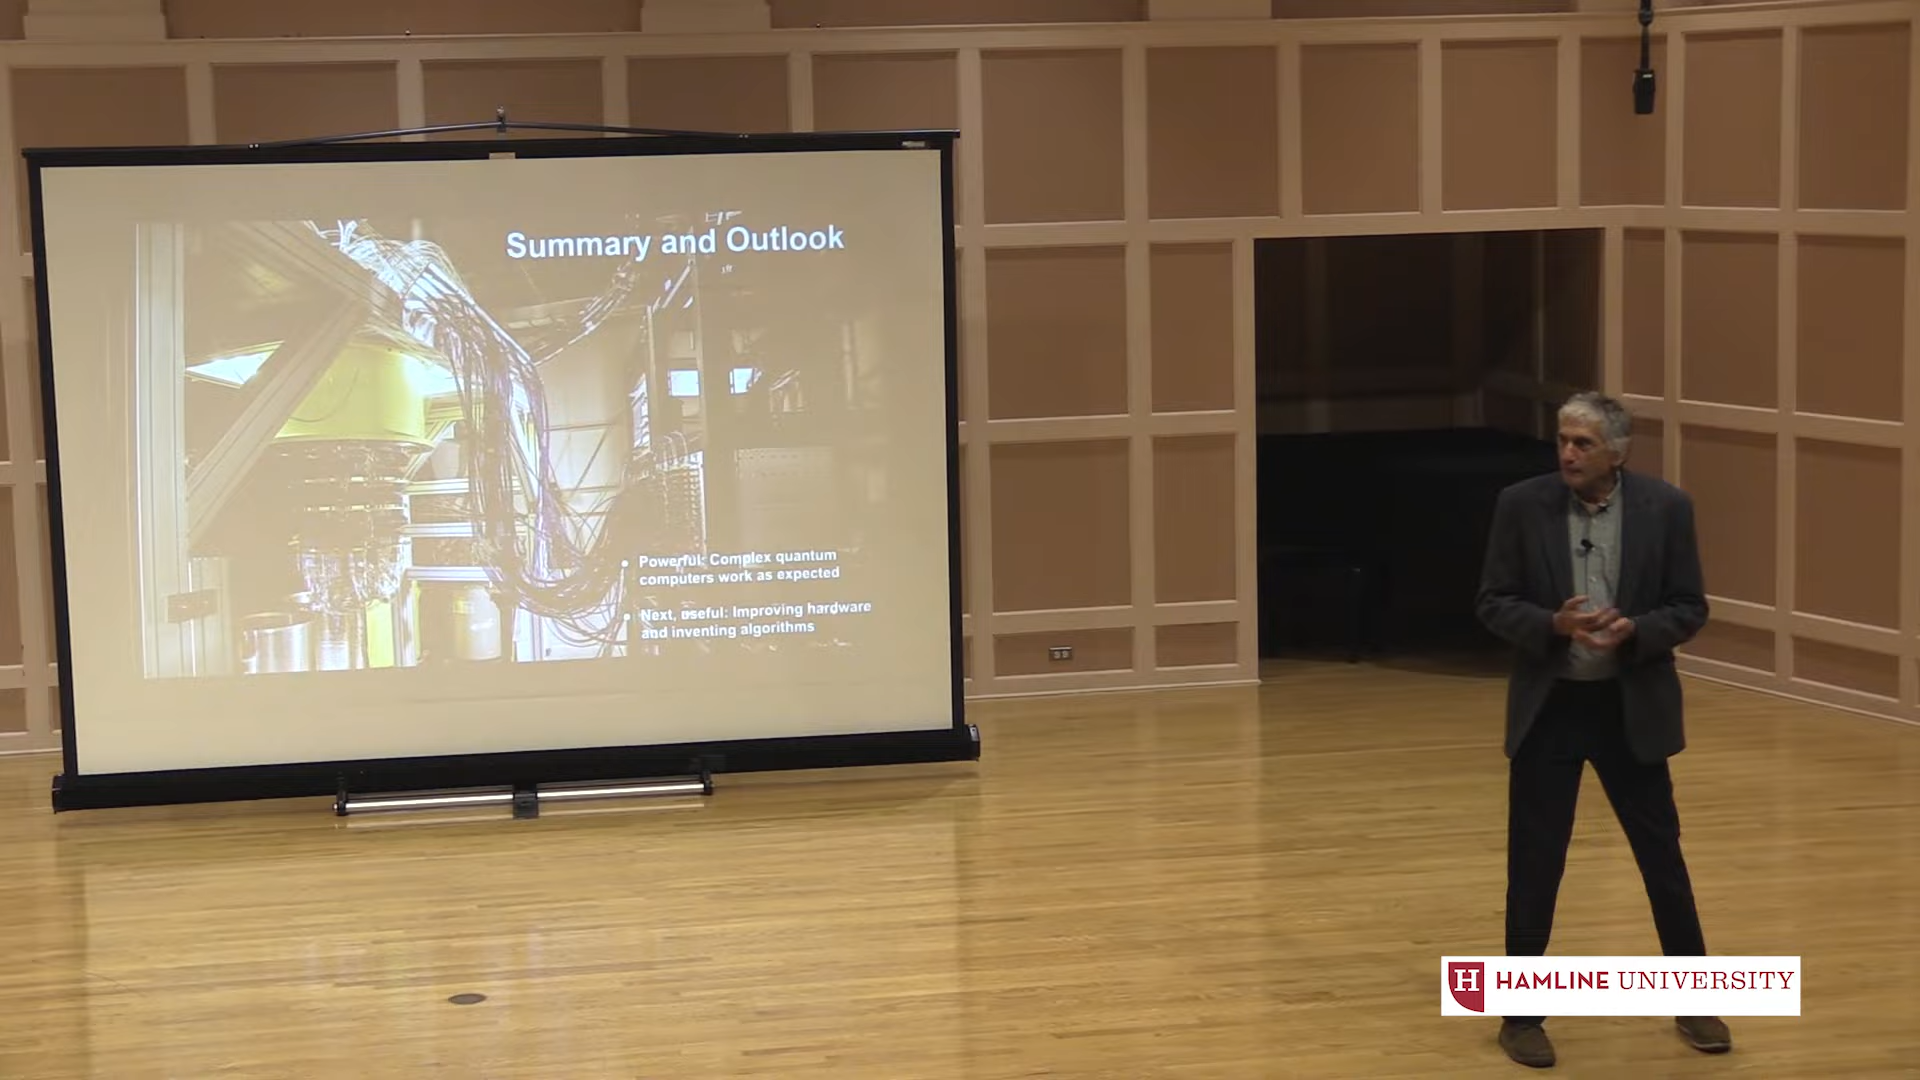 Summary and Outlook
Powerful: Complex quantum
computers work as expected
Next, useful: Improving hardware
and inventing algorithms
H HAMLINE UNIVERSITY